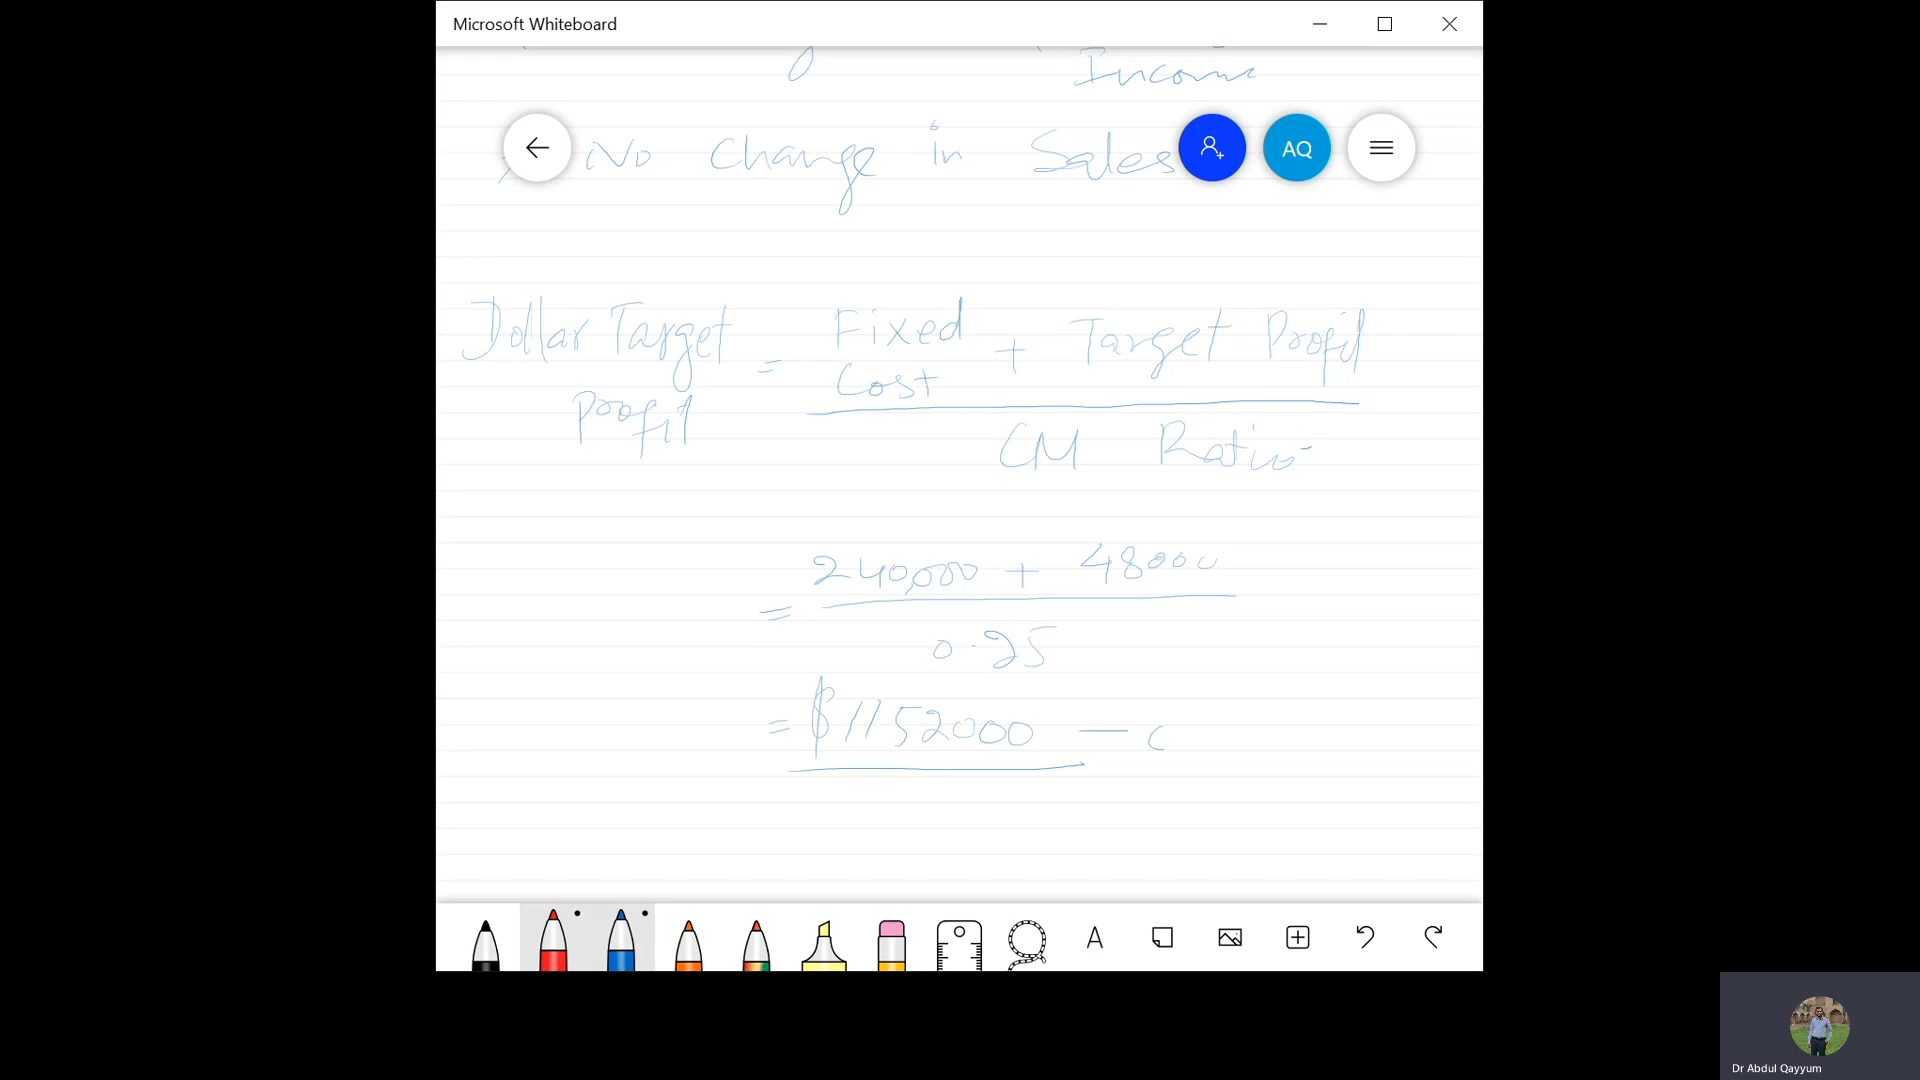 Microsoft Whiteboard
Income
No Change in Sales
AQ
Dollar Target Profit = Fixed Cost + Target Profit
CM Ratio
= 240,000 + 48000
0.25
= $1152000 — c
Dr Abdul Qayyum